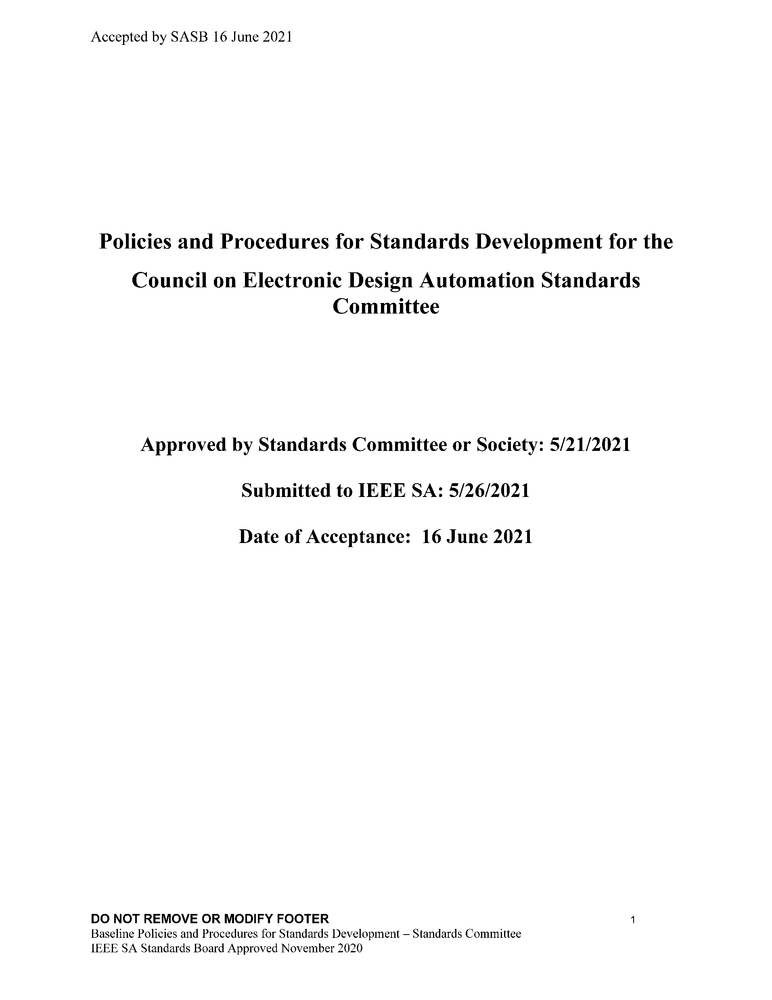 Accepted by SASB 16 June 2021
Policies and Procedures for Standards Development for the
Council on Electronic Design Automation Standards
Committee
Approved by Standards Committee or Society: 5/21/2021
Submitted to IEEE SA: 5/26/2021
Date of Acceptance: 16 June 2021
DO NOT REMOVE OR MODIFY FOOTER 1
Baseline Policies and Procedures for Standards Development – Standards Committee
IEEE SA Standards Board Approved November 2020